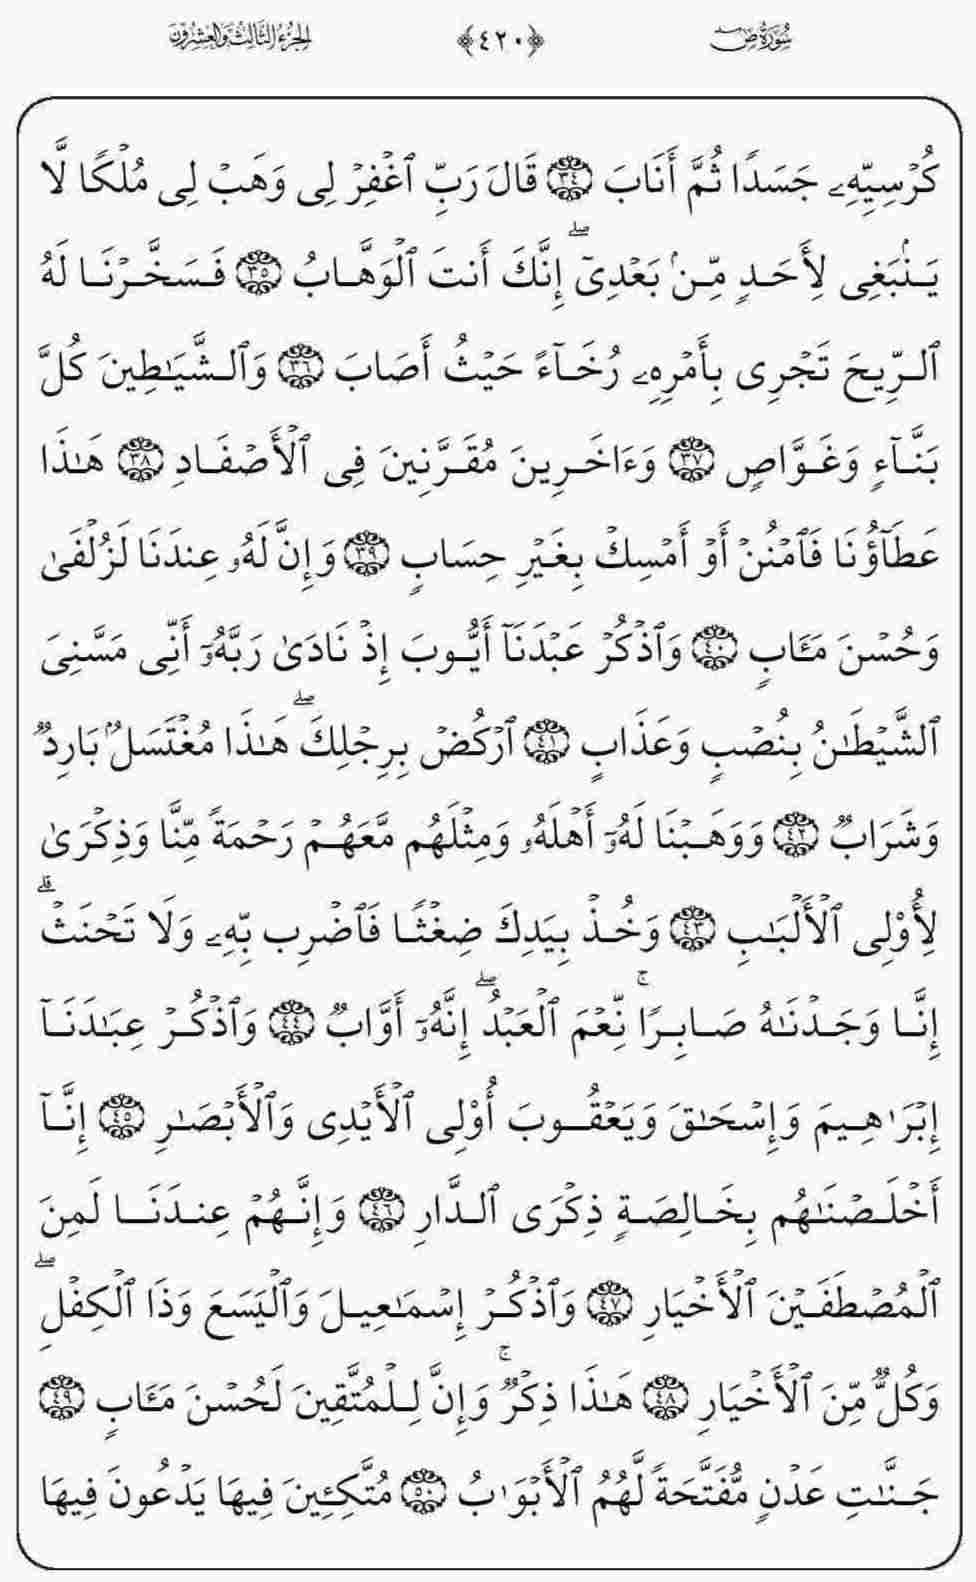 سُورَةُ صٓ ﴿٤٢٠﴾ الجُزْءُ الثَّالِثُ وَالعِشْرُونَ
كُرۡسِيِّهِۦ جَسَدٗا ثُمَّ أَنَابَ ٣٤ قَالَ رَبِّ ٱغۡفِرۡ لِي وَهَبۡ لِي مُلۡكٗا لَّا
يَنۢبَغِي لِأَحَدٖ مِّنۢ بَعۡدِيٓۖ إِنَّكَ أَنتَ ٱلۡوَهَّابُ ٣٥ فَسَخَّرۡنَا لَهُ
ٱلرِّيحَ تَجۡرِي بِأَمۡرِهِۦ رُخَآءً حَيۡثُ أَصَابَ ٣٦ وَٱلشَّيَٰطِينَ كُلَّ
بَنَّآءٖ وَغَوَّاصٖ ٣٧ وَءَاخَرِينَ مُقَرَّنِينَ فِي ٱلۡأَصۡفَادِ ٣٨ هَٰذَا
عَطَآؤُنَا فَٱمۡنُنۡ أَوۡ أَمۡسِكۡ بِغَيۡرِ حِسَابٖ ٣٩ وَإِنَّ لَهُۥ عِندَنَا لَزُلۡفَىٰ
وَحُسۡنَ مَـَٔابٖ ٤٠ وَٱذۡكُرۡ عَبۡدَنَآ أَيُّوبَ إِذۡ نَادَىٰ رَبَّهُۥٓ أَنِّي مَسَّنِيَ
ٱلشَّيۡطَٰنُ بِنُصۡبٖ وَعَذَابٍ ٤١ ٱرۡكُضۡ بِرِجۡلِكَۖ هَٰذَا مُغۡتَسَلُۢ بَارِدٞ
وَشَرَابٞ ٤٢ وَوَهَبۡنَا لَهُۥٓ أَهۡلَهُۥ وَمِثۡلَهُم مَّعَهُمۡ رَحۡمَةٗ مِّنَّا وَذِكۡرَىٰ
لِأُوْلِي ٱلۡأَلۡبَٰبِ ٤٣ وَخُذۡ بِيَدِكَ ضِغۡثٗا فَٱضۡرِب بِّهِۦ وَلَا تَحۡنَثۡۗ
إِنَّا وَجَدۡنَٰهُ صَابِرٗاۚ نِّعۡمَ ٱلۡعَبۡدُۖ إِنَّهُۥٓ أَوَّابٞ ٤٤ وَٱذۡكُرۡ عِبَٰدَنَآ
إِبۡرَٰهِيمَ وَإِسۡحَٰقَ وَيَعۡقُوبَ أُوْلِي ٱلۡأَيۡدِي وَٱلۡأَبۡصَٰرِ ٤٥ إِنَّآ
أَخۡلَصۡنَٰهُم بِخَالِصَةٖ ذِكۡرَى ٱلدَّارِ ٤٦ وَإِنَّهُمۡ عِندَنَا لَمِنَ
ٱلۡمُصۡطَفَيۡنَ ٱلۡأَخۡيَارِ ٤٧ وَٱذۡكُرۡ إِسۡمَٰعِيلَ وَٱلۡيَسَعَ وَذَا ٱلۡكِفۡلِۖ
وَكُلّٞ مِّنَ ٱلۡأَخۡيَارِ ٤٨ هَٰذَا ذِكۡرٞۚ وَإِنَّ لِلۡمُتَّقِينَ لَحُسۡنَ مَـَٔابٖ ٤٩
جَنَّٰتِ عَدۡنٖ مُّفَتَّحَةٗ لَّهُمُ ٱلۡأَبۡوَٰبُ ٥٠ مُتَّكِـِٔينَ فِيهَا يَدۡعُونَ فِيهَا